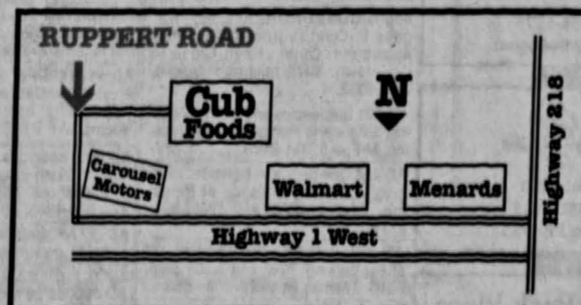 RUPPERT ROAD
Cub
Foods
N
Carousel
Motors
Walmart
Menards
Highway 218
Highway 1 West